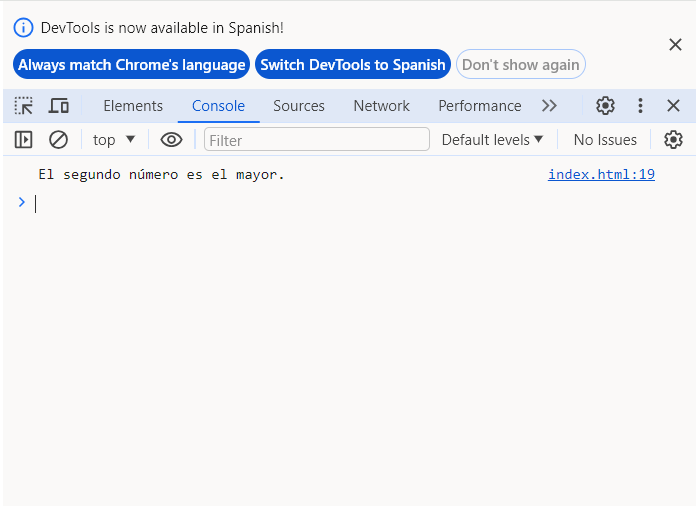 DevTools is now available in Spanish!
Always match Chrome's language Switch DevTools to Spanish Don't show again
Elements Console Sources Network Performance
top Filter Default levels No Issues
El segundo número es el mayor. index.html:19